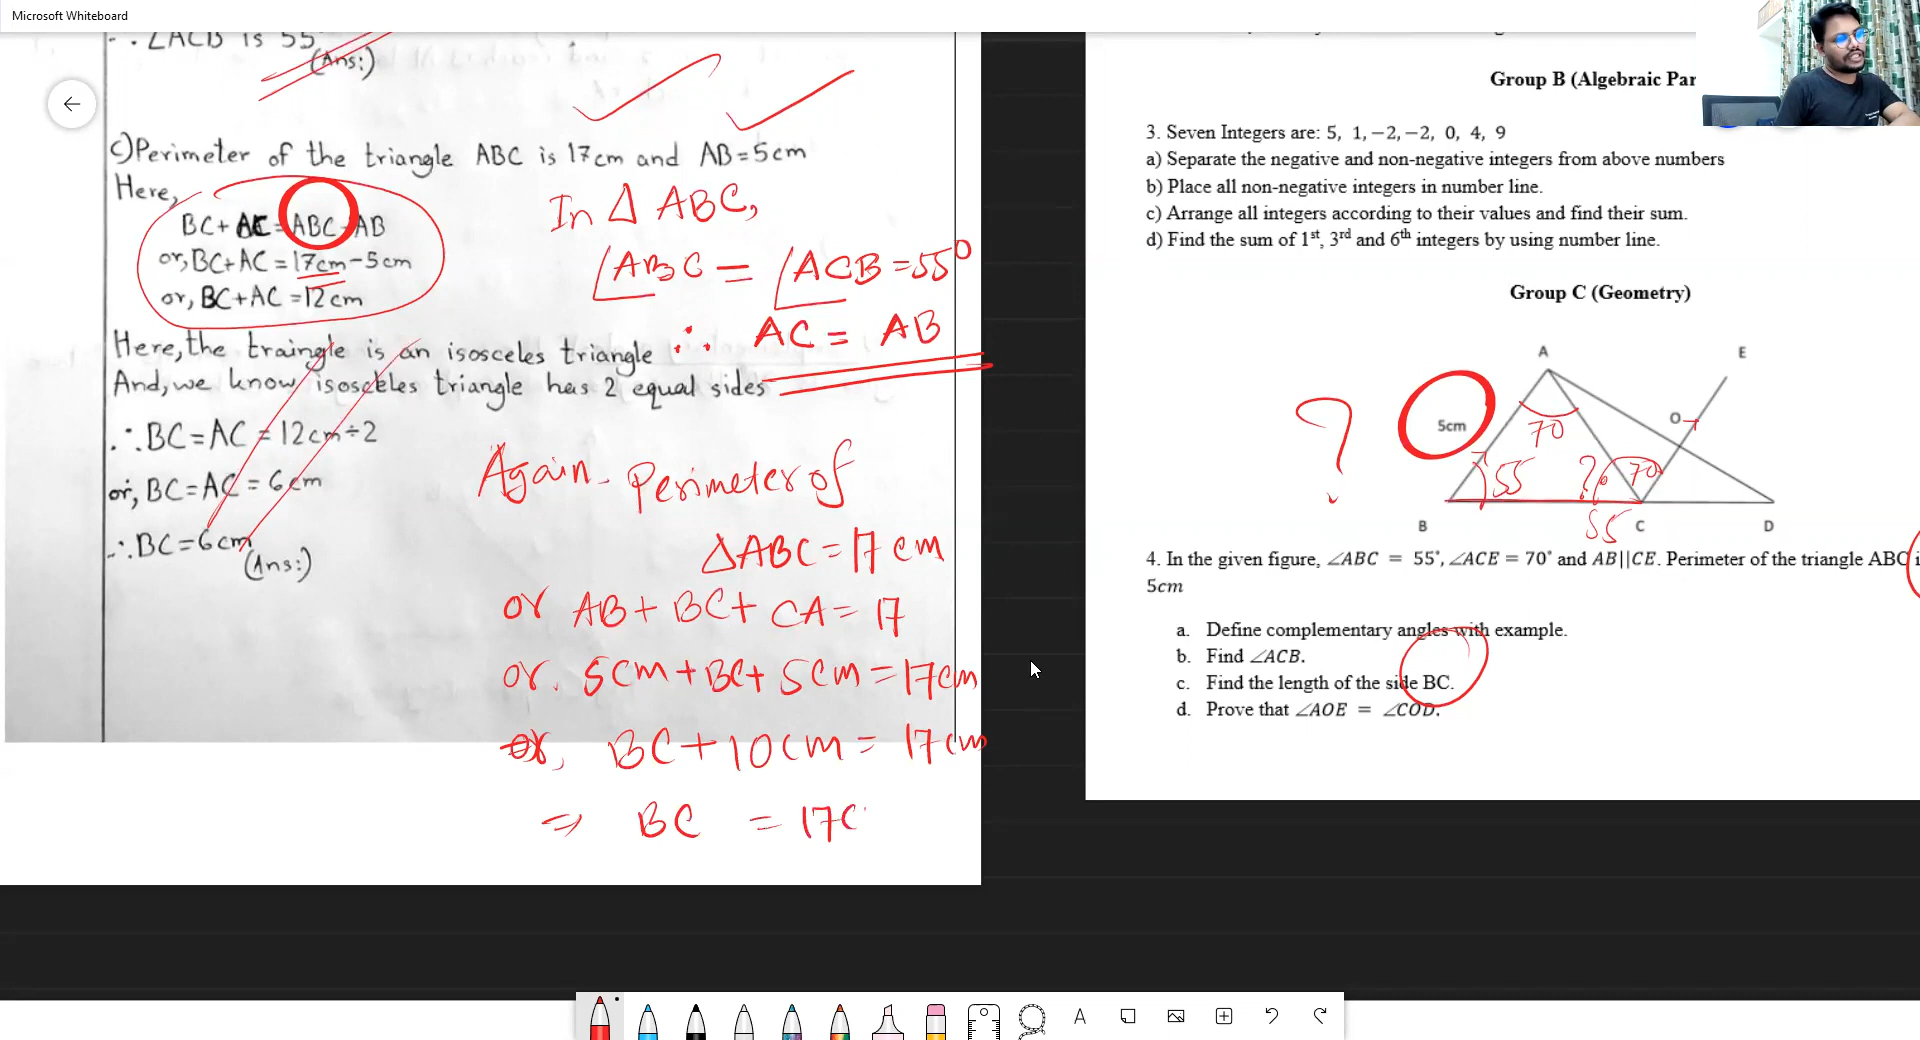 Microsoft Whiteboard
∴ ∠ACB is 55
(Ans:)
c) Perimeter of the triangle ABC is 17cm and AB=5cm
Here,
BC+AC=ABC-AB
or, BC+AC=17cm-5cm
or, BC+AC=12cm
Here, the traingle is an isosceles triangle
And, we know isosceles triangle has 2 equal sides
∴ BC=AC=12cm÷2
or, BC=AC=6cm
∴ BC=6cm
(Ans:)
In Δ ABC,
∠ABC = ∠ACB=55°
∴ AC = AB
Again- Perimeter of
ΔABC=17cm
or AB+BC+CA=17
or. 5cm+BC+5cm=17cm
or, BC+10cm=17cm
⇒ BC =17c
Group B (Algebraic Par
3. Seven Integers are: 5, 1,−2,−2, 0, 4, 9
a) Separate the negative and non-negative integers from above numbers
b) Place all non-negative integers in number line.
c) Arrange all integers according to their values and find their sum.
d) Find the sum of 1st, 3rd and 6th integers by using number line.
Group C (Geometry)
A
E
?
5cm
O
70
55
?
70
55
B
C
D
4. In the given figure, ∠ABC = 55°, ∠ACE = 70° and AB||CE. Perimeter of the triangle ABC i
5cm
a. Define complementary angles with example.
b. Find ∠ACB.
c. Find the length of the side BC.
d. Prove that ∠AOE = ∠COD.
A